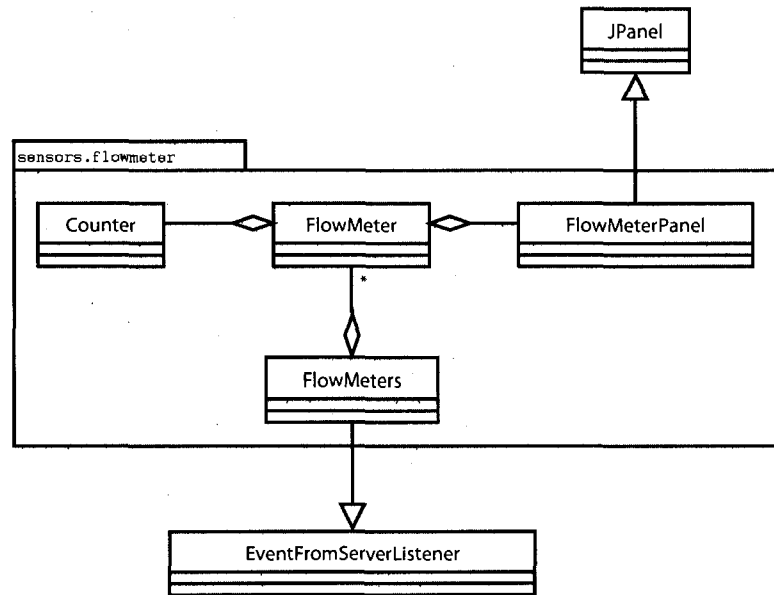 JPanel
sensors.flowmeter
Counter
FlowMeter
FlowMeterPanel
*
FlowMeters
EventFromServerListener